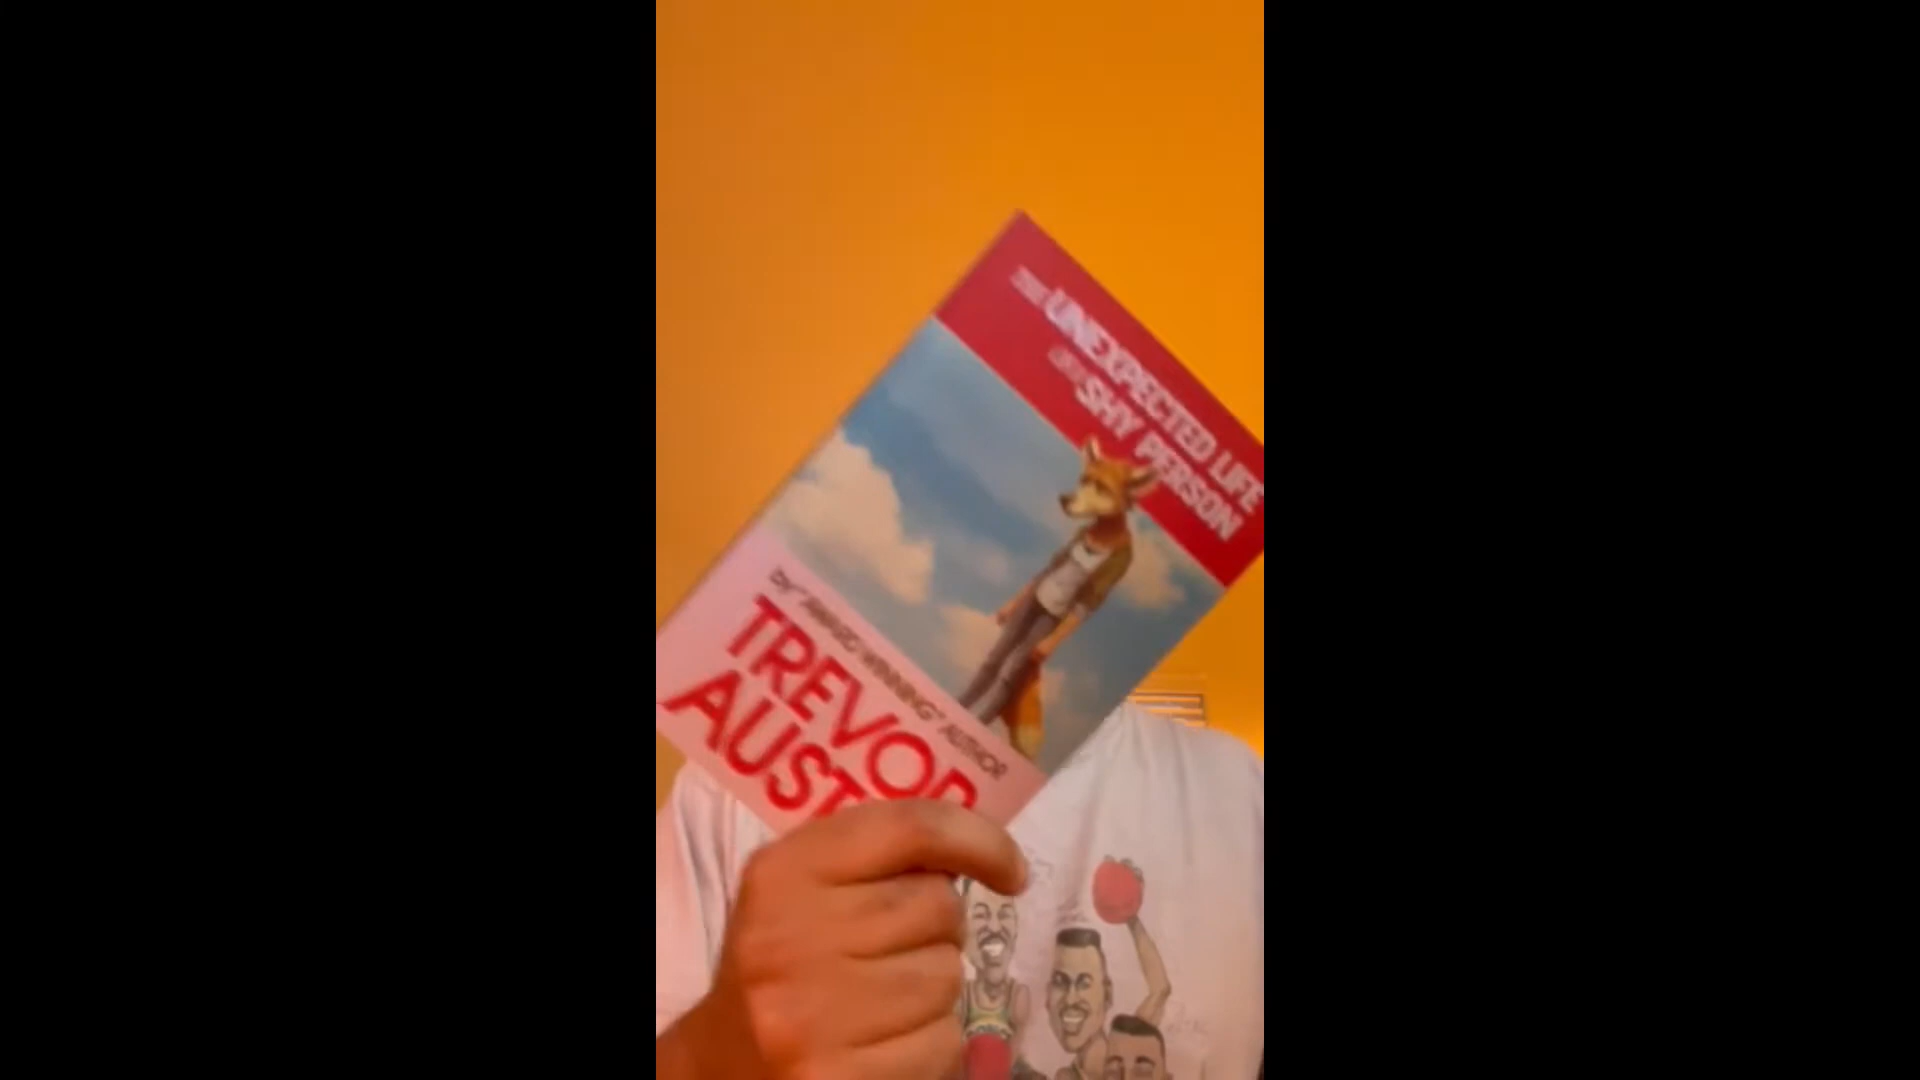 THE UNEXPECTED LIFE
OF A SHY PERSON
by "AWARD-WINNING" AUTHOR
TREVOR
AUST